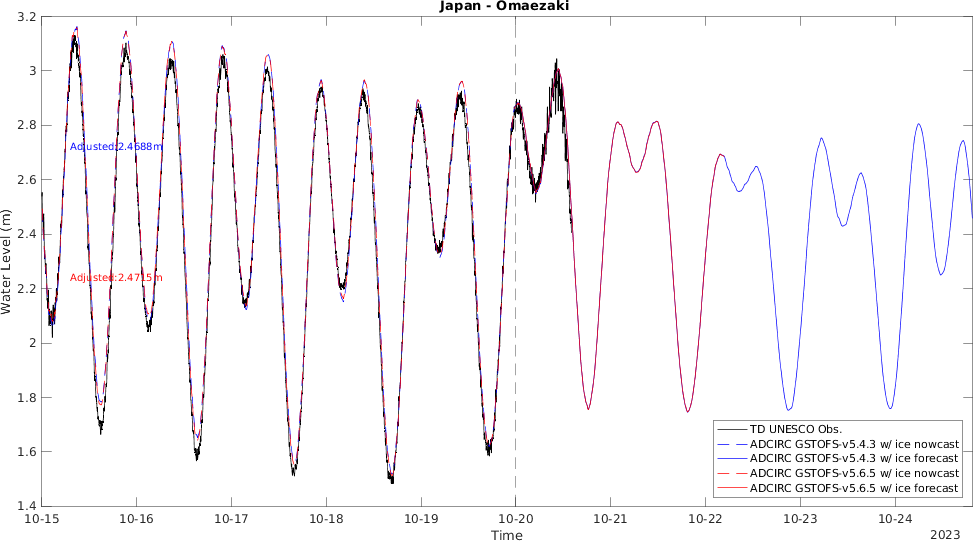 Japan - Omaezaki
3.2
3
2.8
2.6
2.4
2.2
2
1.8
1.6
1.4
Water Level (m)
Adjusted:2.4688m
Adjusted:2.4715m
TD UNESCO Obs.
ADCIRC GSTOFS-v5.4.3 w/ ice nowcast
ADCIRC GSTOFS-v5.4.3 w/ ice forecast
ADCIRC GSTOFS-v5.6.5 w/ ice nowcast
ADCIRC GSTOFS-v5.6.5 w/ ice forecast
10-15 10-16 10-17 10-18 10-19 10-20 10-21 10-22 10-23 10-24
Time
2023